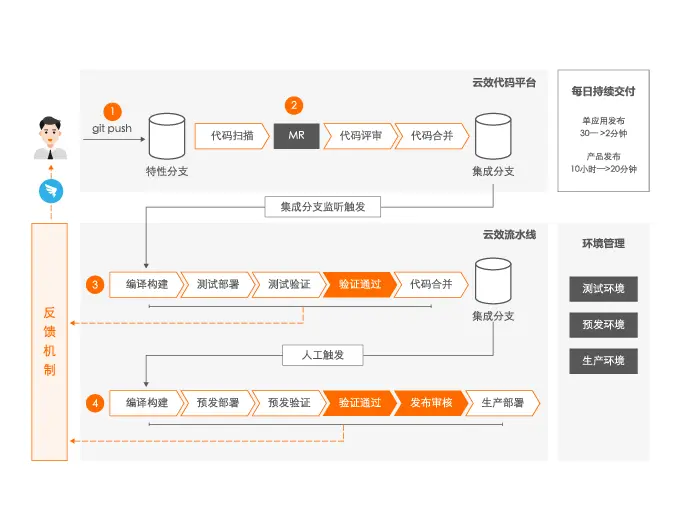 云效代码平台
1
git push
特性分支
代码扫描
2
MR
代码评审
代码合并
集成分支
每日持续交付
单应用发布
30一 >2分钟
产品发布
10小时一>20分钟
集成分支监听触发
云效流水线
3
编译构建
测试部署
测试验证
验证通过
代码合并
集成分支
人工触发
4
编译构建
预发部署
预发验证
验证通过
发布审核
生产部署
反馈机制
环境管理
测试环境
预发环境
生产环境